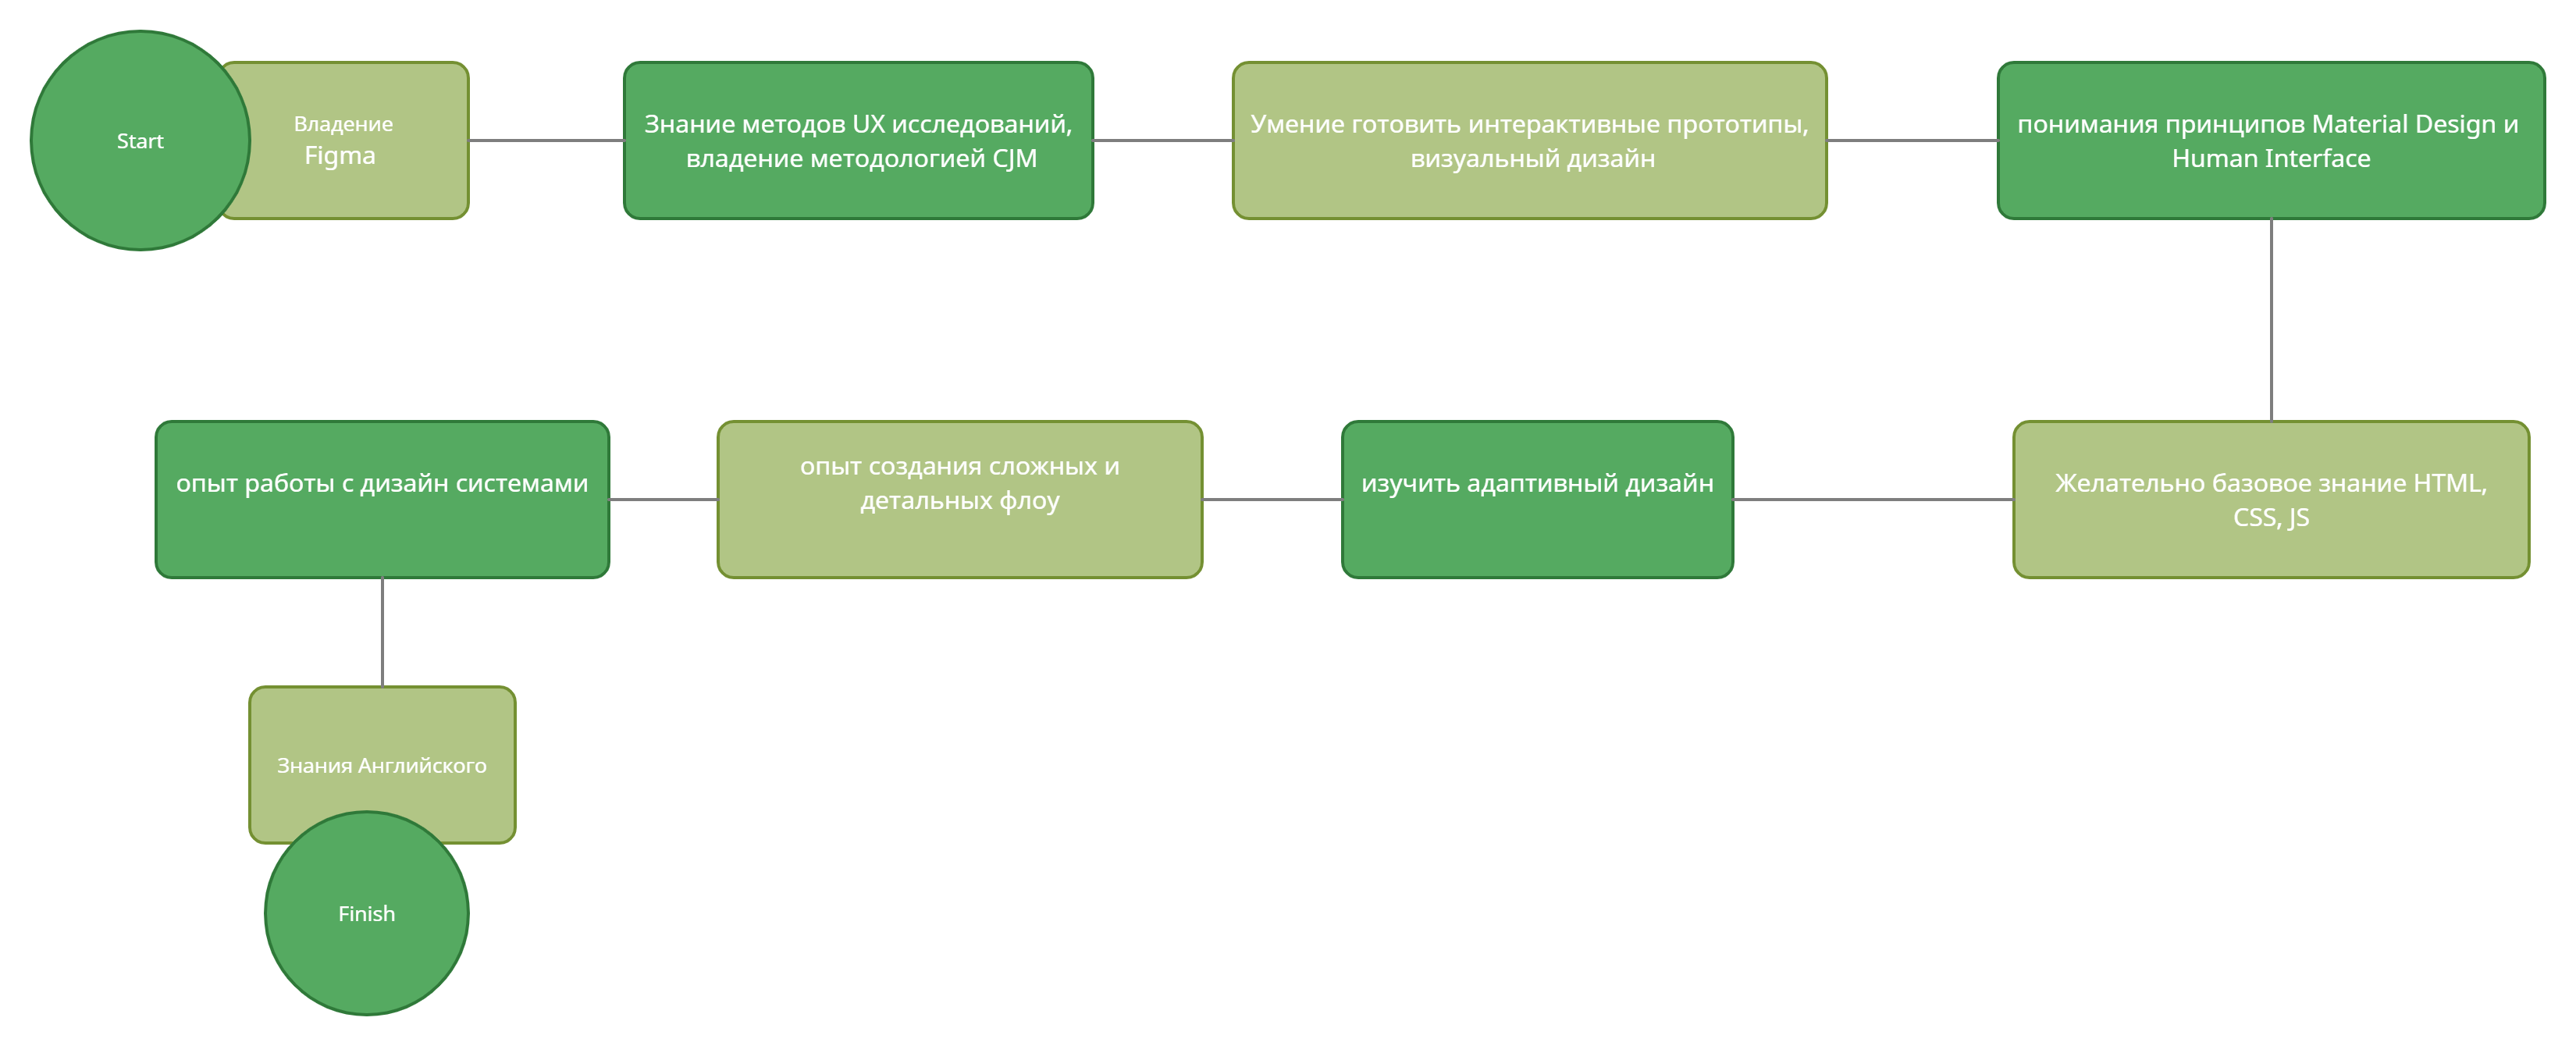 Start
Владение
Figma
Знание методов UX исследований,
владение методологией CJM
Умение готовить интерактивные прототипы,
визуальный дизайн
понимания принципов Material Design и
Human Interface
Желательно базовое знание HTML,
CSS, JS
изучить адаптивный дизайн
опыт создания сложных и
детальных флоу
опыт работы с дизайн системами
Знания Английского
Finish